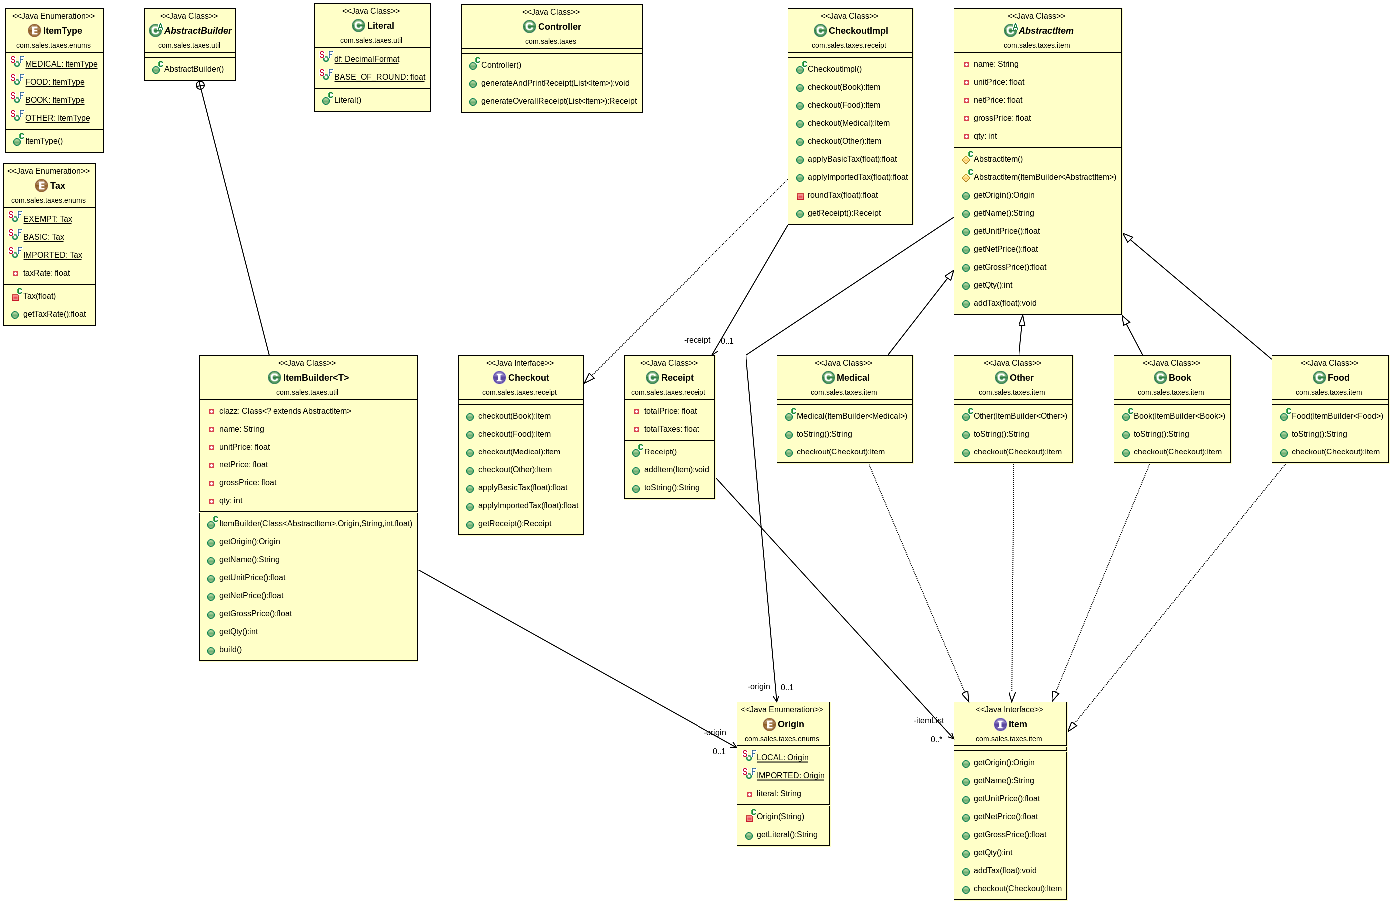 <<Java Enumeration>>
ItemType
com.sales.taxes.enums
MEDICAL: ItemType
FOOD: ItemType
BOOK: ItemType
OTHER: ItemType
ItemType()
<<Java Class>>
AbstractBuilder
com.sales.taxes.util
AbstractBuilder()
<<Java Class>>
Literal
com.sales.taxes.util
df: DecimalFormat
BASE_OF_ROUND: float
Literal()
<<Java Class>>
Controller
com.sales.taxes
Controller()
generateAndPrintReceipt(List<Item>):void
generateOverallReceipt(List<Item>):Receipt
<<Java Class>>
CheckoutImpl
com.sales.taxes.receipt
CheckoutImpl()
checkout(Book):Item
checkout(Food):Item
checkout(Medical):Item
checkout(Other):Item
applyBasicTax(float):float
applyImportedTax(float):float
roundTax(float):float
getReceipt():Receipt
<<Java Class>>
AbstractItem
com.sales.taxes.item
name: String
unitPrice: float
netPrice: float
grossPrice: float
qty: int
AbstractItem()
AbstractItem(ItemBuilder<AbstractItem>)
getOrigin():Origin
getName():String
getUnitPrice():float
getNetPrice():float
getGrossPrice():float
getQty():int
addTax(float):void
<<Java Enumeration>>
Tax
com.sales.taxes.enums
EXEMPT: Tax
BASIC: Tax
IMPORTED: Tax
taxRate: float
Tax(float)
getTaxRate():float
-receipt
0..1
<<Java Class>>
ItemBuilder<T>
com.sales.taxes.util
clazz: Class<? extends AbstractItem>
name: String
unitPrice: float
netPrice: float
grossPrice: float
qty: int
ItemBuilder(Class<AbstractItem>,Origin,String,int,float)
getOrigin():Origin
getName():String
getUnitPrice():float
getNetPrice():float
getGrossPrice():float
getQty():int
build()
<<Java Interface>>
Checkout
com.sales.taxes.receipt
checkout(Book):Item
checkout(Food):Item
checkout(Medical):Item
checkout(Other):Item
applyBasicTax(float):float
applyImportedTax(float):float
getReceipt():Receipt
<<Java Class>>
Receipt
com.sales.taxes.receipt
totalPrice: float
totalTaxes: float
Receipt()
addItem(Item):void
toString():String
<<Java Class>>
Medical
com.sales.taxes.item
Medical(ItemBuilder<Medical>)
toString():String
checkout(Checkout):Item
<<Java Class>>
Other
com.sales.taxes.item
Other(ItemBuilder<Other>)
toString():String
checkout(Checkout):Item
<<Java Class>>
Book
com.sales.taxes.item
Book(ItemBuilder<Book>)
toString():String
checkout(Checkout):Item
<<Java Class>>
Food
com.sales.taxes.item
Food(ItemBuilder<Food>)
toString():String
checkout(Checkout):Item
-origin
0..1
-origin
0..1
-itemList
0..*
<<Java Enumeration>>
Origin
com.sales.taxes.enums
LOCAL: Origin
IMPORTED: Origin
literal: String
Origin(String)
getLiteral():String
<<Java Interface>>
Item
com.sales.taxes.item
getOrigin():Origin
getName():String
getUnitPrice():float
getNetPrice():float
getGrossPrice():float
getQty():int
addTax(float):void
checkout(Checkout):Item